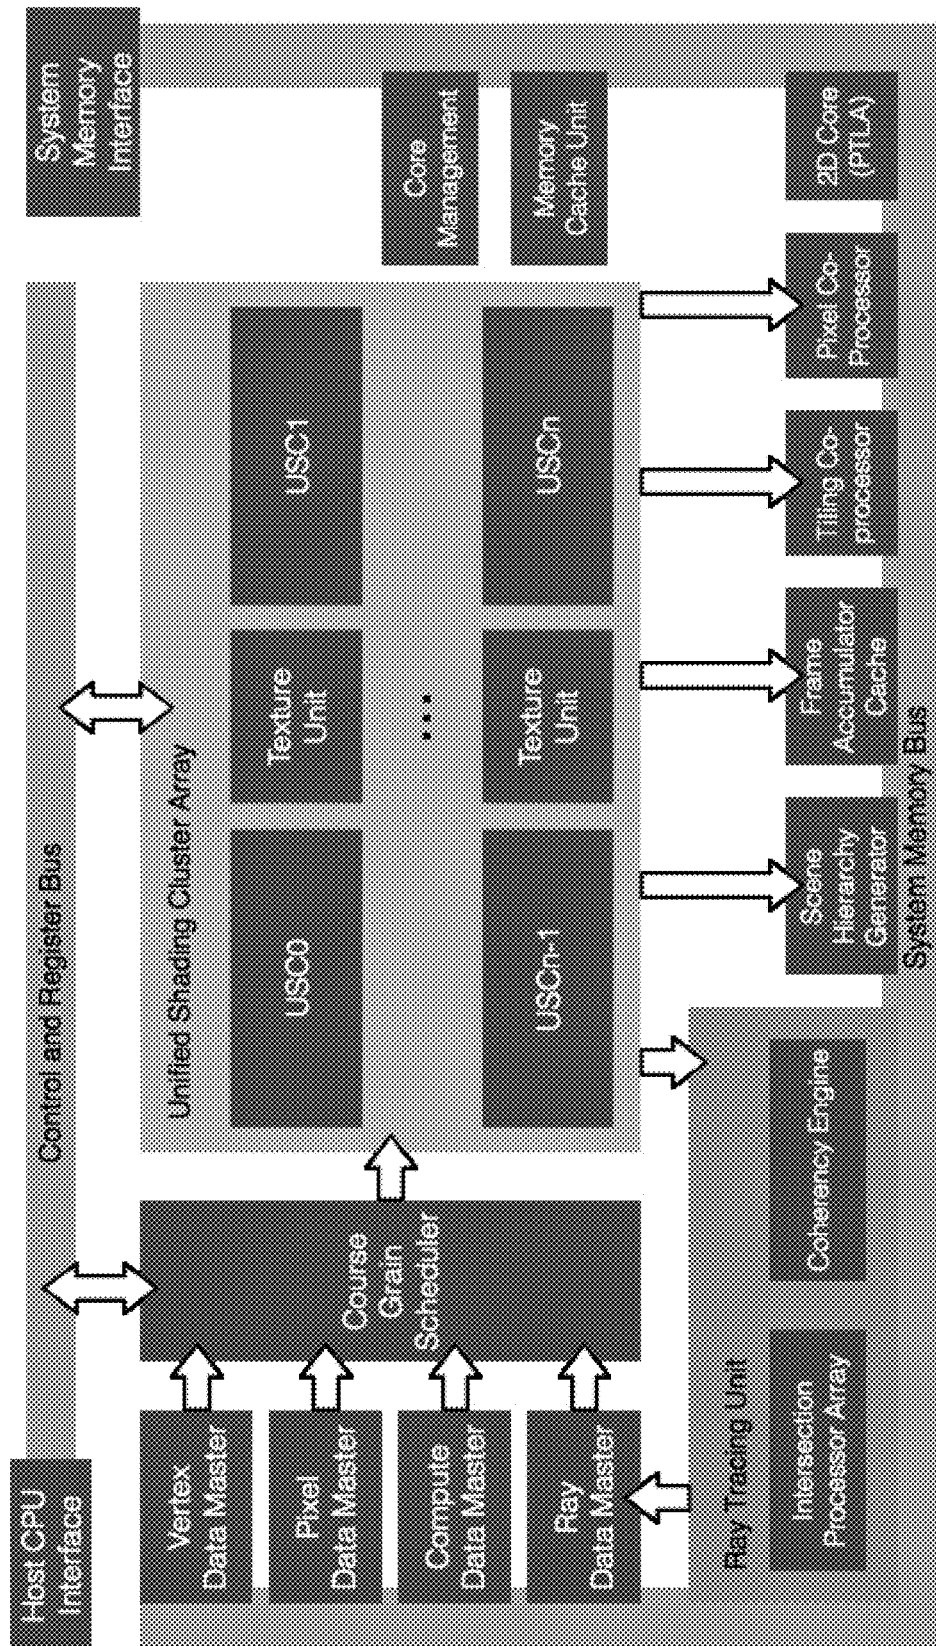 Host CPU
Interface
Control and Register Bus
System
Memory
Interface
Vertex
Data Master
Pixel
Data Master
Compute
Data Master
Ray
Data Master
Course
Grain
Scheduler
Unified Shading Cluster Array
USC0
Texture
Unit
USC1
...
USCn-1
Texture
Unit
USCn
Core
Management
Memory
Cache Unit
Ray Tracing Unit
Intersection
Processor Array
Coherency Engine
Scene
Hierarchy
Generator
Frame
Accumulator
Cache
Tiling Co-
processor
Pixel Co-
Processor
2D Core
(PTLA)
System Memory Bus